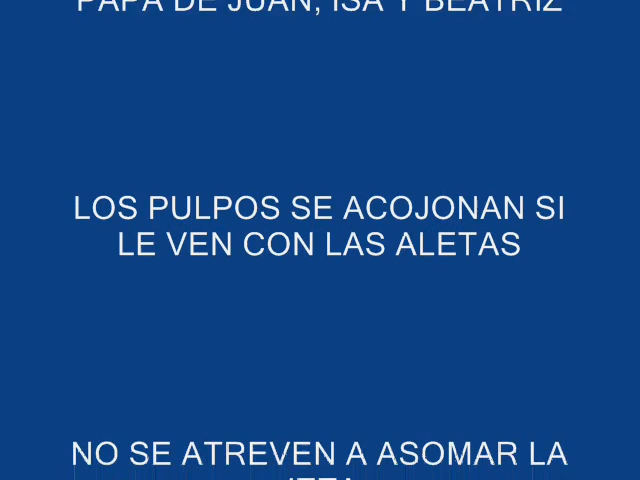 PAPA DE JUAN, ISA Y BEATRIZ
LOS PULPOS SE ACOJONAN SI
LE VEN CON LAS ALETAS
NO SE ATREVEN A ASOMAR LA